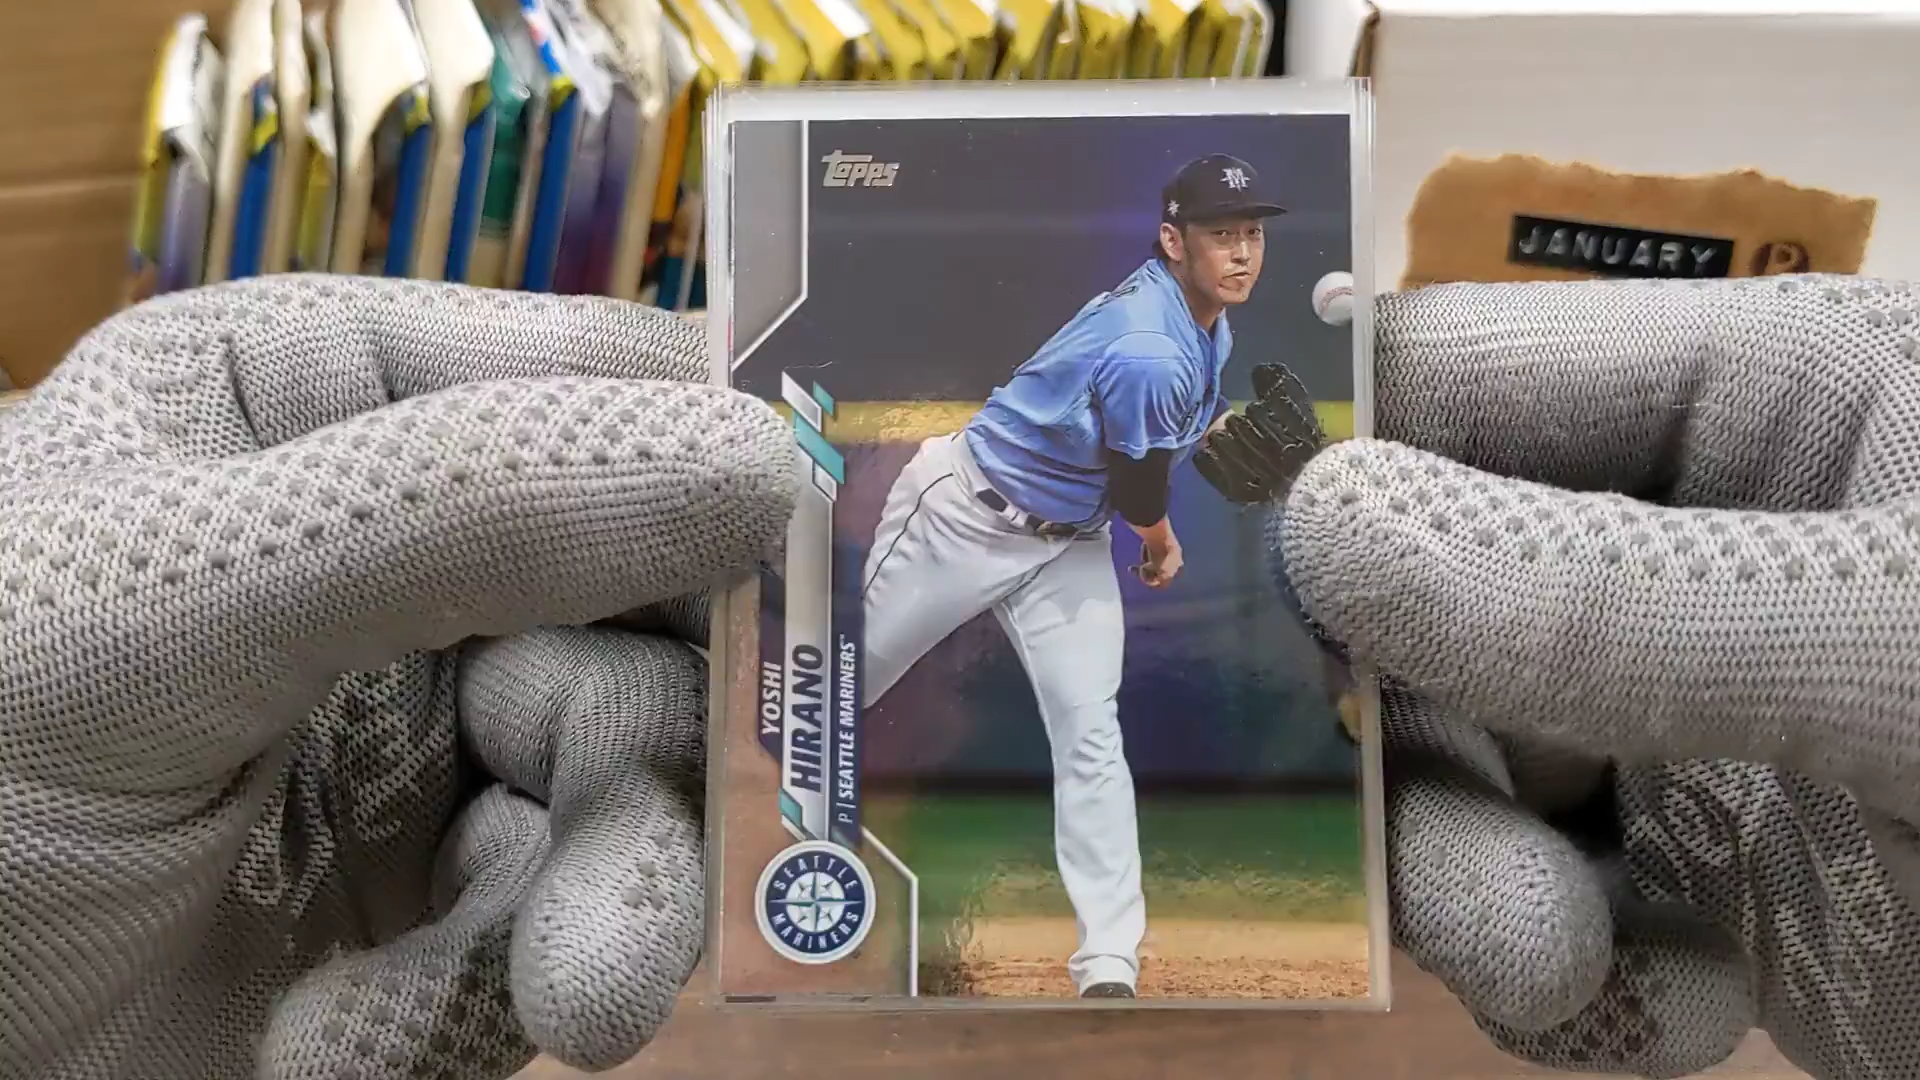 Topps
JANUARY
YOSHI
HIRANO
P | SEATTLE MARINERS™
SEATTLE
MARINERS
M